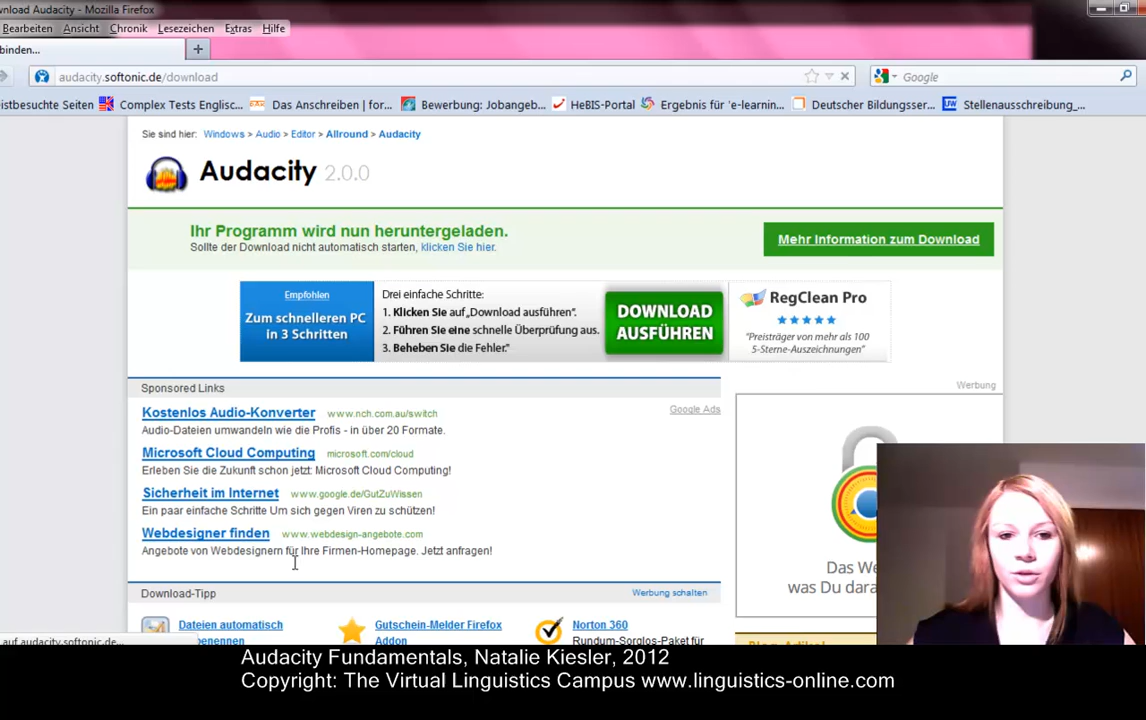 wnload Audacity - Mozilla Firefox
Bearbeiten Ansicht Chronik Lesezeichen Extras Hilfe
binden...
audacity.softonic.de/download
Google
istbesuchte Seiten Complex Tests Englisc... Das Anschreiben | for... Bewerbung: Jobangeb... HeBIS-Portal Ergebnis für 'e-learnin... Deutscher Bildungsser... Stellenausschreibung_...
Sie sind hier: Windows > Audio > Editor > Allround > Audacity
Audacity 2.0.0
Ihr Programm wird nun heruntergeladen.
Sollte der Download nicht automatisch starten, klicken Sie hier.
Mehr Information zum Download
Empfohlen
Zum schnelleren PC
in 3 Schritten
Drei einfache Schritte:
1. Klicken Sie auf „Download ausführen“.
2. Führen Sie eine schnelle Überprüfung aus.
3. Beheben Sie die Fehler."
DOWNLOAD
AUSFÜHREN
RegClean Pro
"Preisträger von mehr als 100
5-Sterne-Auszeichnungen"
Sponsored Links
Werbung
Google Ads
Kostenlos Audio-Konverter www.nch.com.au/switch
Audio-Dateien umwandeln wie die Profis - in über 20 Formate.
Microsoft Cloud Computing microsoft.com/cloud
Erleben Sie die Zukunft schon jetzt: Microsoft Cloud Computing!
Sicherheit im Internet www.google.de/GutZuWissen
Ein paar einfache Schritte Um sich gegen Viren zu schützen!
Webdesigner finden www.webdesign-angebote.com
Angebote von Webdesignern für Ihre Firmen-Homepage. Jetzt anfragen!
Das We
was Du dara
Download-Tipp
Werbung schalten
Dateien automatisch
benennen
Gutschein-Melder Firefox
Addon
Norton 360
Rundum-Sorglos-Paket für
auf audacity.softonic.de...
Audacity Fundamentals, Natalie Kiesler, 2012
Copyright: The Virtual Linguistics Campus www.linguistics-online.com